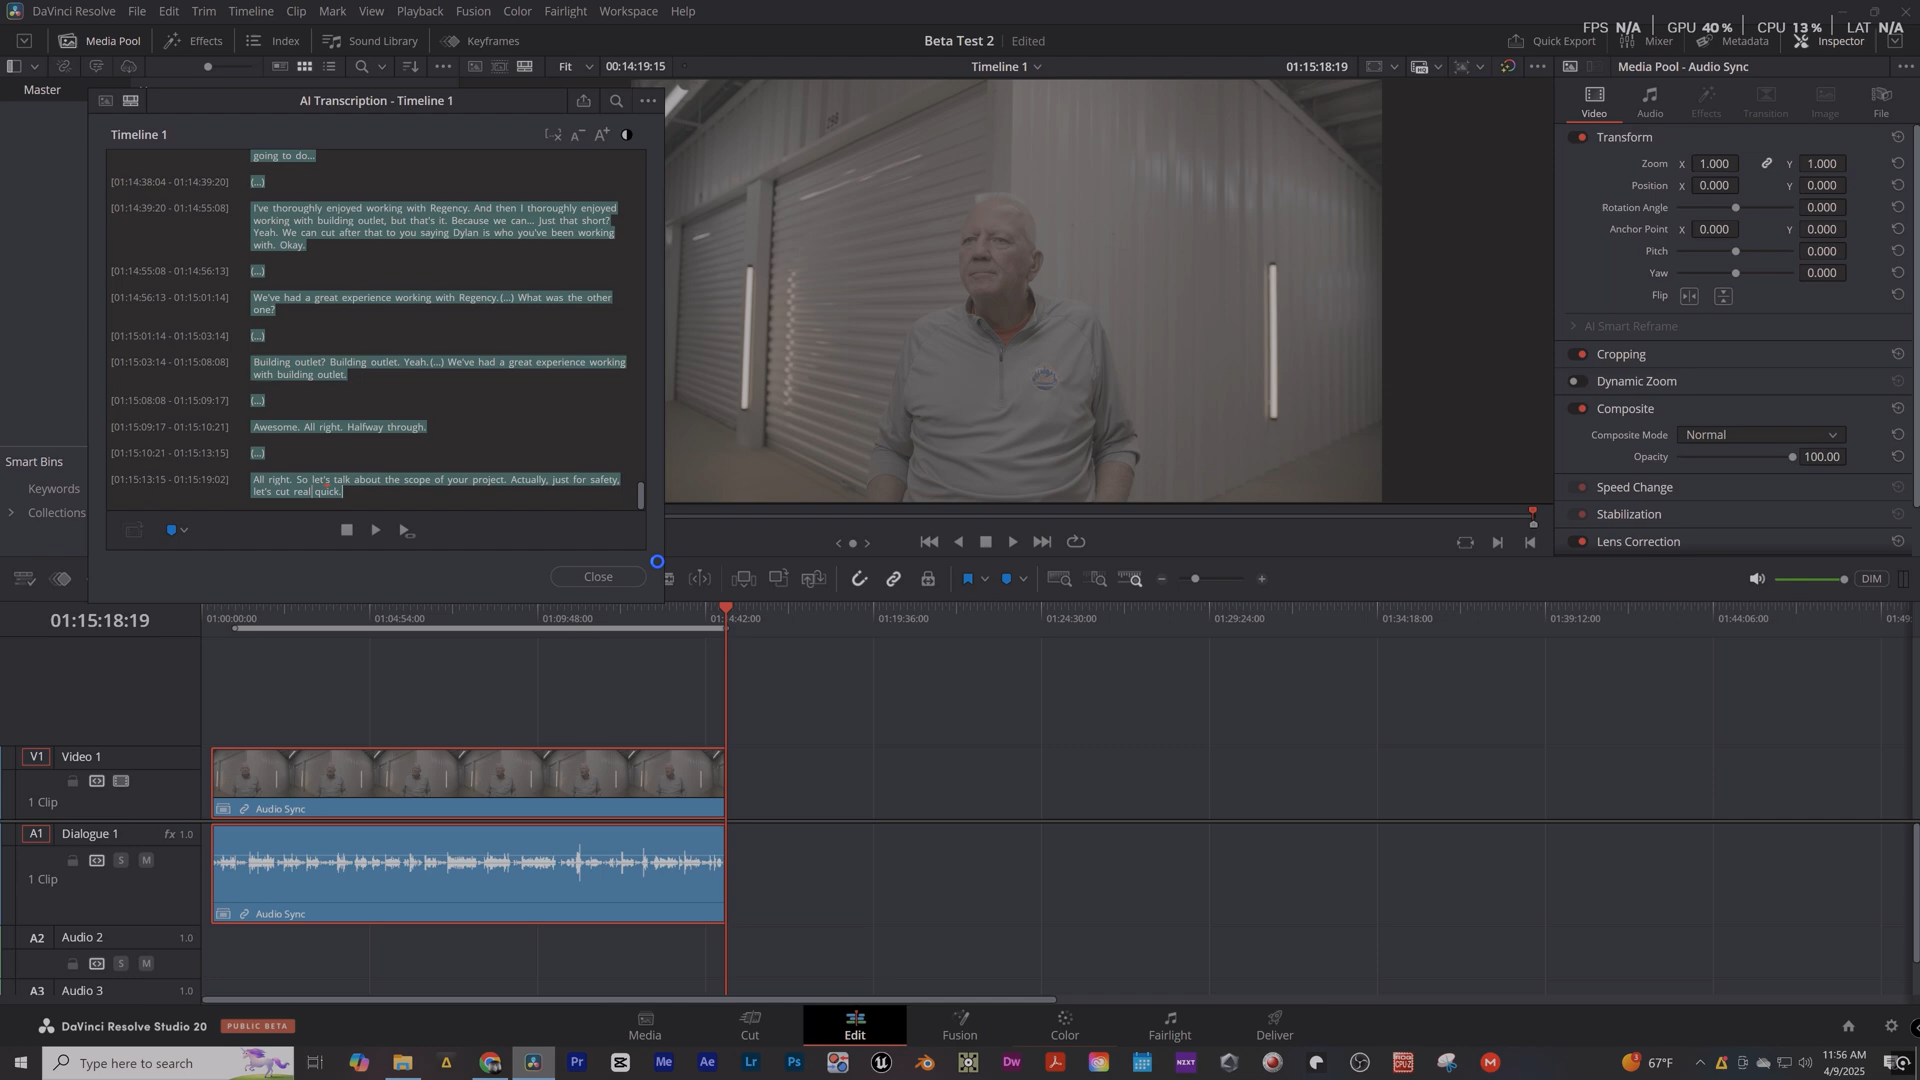 DaVinci Resolve File Edit Trim Timeline Clip Mark View Playback Fusion Color Fairlight Workspace Help
FPS N/A GPU 40 % CPU 13 % LAT N/A
Media Pool Effects Index Sound Library Keyframes Beta Test 2 Edited Quick Export Mixer Metadata Inspector
Fit 00:14:19:15 Timeline 1 01:15:18:19 Media Pool - Audio Sync
Master
AI Transcription - Timeline 1
Video Audio Effects Transition Image File
Timeline 1
A- A+
going to do...
[01:14:38:04 - 01:14:39:20] (...)
[01:14:39:20 - 01:14:55:08] I've thoroughly enjoyed working with Regency. And then I thoroughly enjoyed
working with building outlet, but that's it. Because we can... Just that short?
Yeah. We can cut after that to you saying Dylan is who you've been working
with. Okay.
[01:14:55:08 - 01:14:56:13] (...)
[01:14:56:13 - 01:15:01:14] We've had a great experience working with Regency. (...) What was the other
one?
[01:15:01:14 - 01:15:03:14] (...)
[01:15:03:14 - 01:15:08:08] Building outlet? Building outlet. Yeah. (...) We've had a great experience working
with building outlet.
[01:15:08:08 - 01:15:09:17] (...)
[01:15:09:17 - 01:15:10:21] Awesome. All right. Halfway through.
[01:15:10:21 - 01:15:13:15] (...)
[01:15:13:15 - 01:15:19:02] All right. So let's talk about the scope of your project. Actually, just for safety,
let's cut real quick.
Close
Smart Bins
Keywords
Collections
Transform
Zoom X 1.000 Y 1.000
Position X 0.000 Y 0.000
Rotation Angle 0.000
Anchor Point X 0.000 Y 0.000
Pitch 0.000
Yaw 0.000
Flip
AI Smart Reframe
Cropping
Dynamic Zoom
Composite
Composite Mode Normal
Opacity 100.00
Speed Change
Stabilization
Lens Correction
DIM
01:15:18:19
01:00:00:00 01:04:54:00 01:09:48:00 4:42:00 01:19:36:00 01:24:30:00 01:29:24:00 01:34:18:00 01:39:12:00 01:44:06:00 01:49:
V1 Video 1
1 Clip
Audio Sync
A1 Dialogue 1 fx 1.0
S M
1 Clip
Audio Sync
A2 Audio 2 1.0
S M
A3 Audio 3 1.0
DaVinci Resolve Studio 20 PUBLIC BETA
Media Cut Edit Fusion Color Fairlight Deliver
Type here to search
Pr Me Ae Lr Ps Dw NZXT M
67°F
11:56 AM
4/9/2025